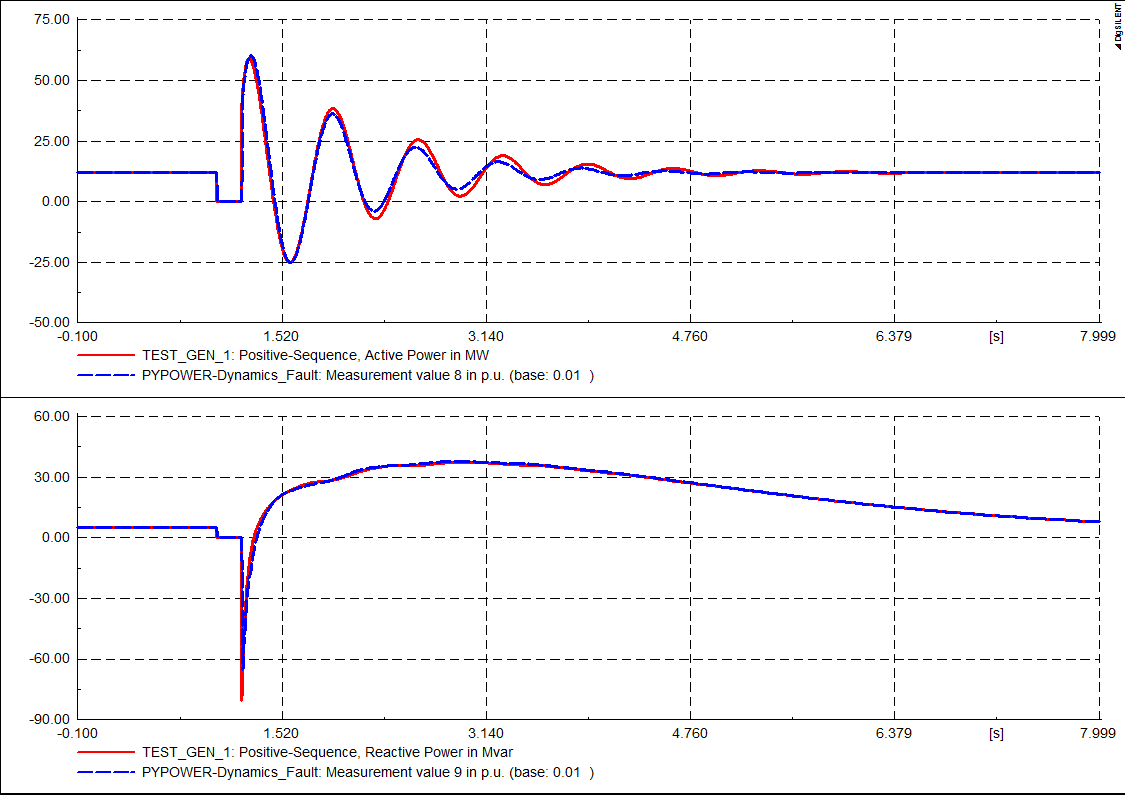 DIgSILENT
75.00
50.00
25.00
0.00
-25.00
-50.00
-0.100 1.520 3.140 4.760 6.379 [s] 7.999
TEST_GEN_1: Positive-Sequence, Active Power in MW
PYPOWER-Dynamics_Fault: Measurement value 8 in p.u. (base: 0.01 )
60.00
30.00
0.00
-30.00
-60.00
-90.00
-0.100 1.520 3.140 4.760 6.379 [s] 7.999
TEST_GEN_1: Positive-Sequence, Reactive Power in Mvar
PYPOWER-Dynamics_Fault: Measurement value 9 in p.u. (base: 0.01 )